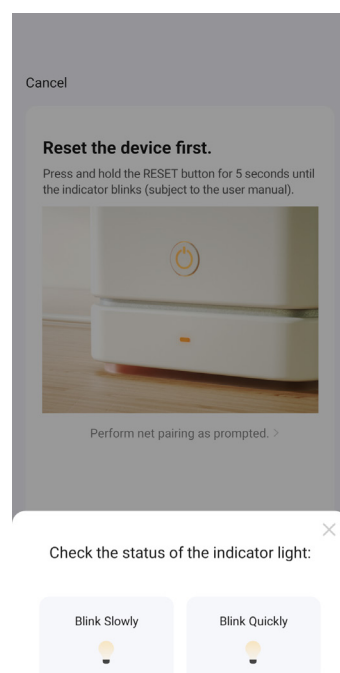 Cancel
Reset the device first.
Press and hold the RESET button for 5 seconds until
the indicator blinks (subject to the user manual).
Perform net pairing as prompted. >
Check the status of the indicator light:
Blink Slowly
Blink Quickly